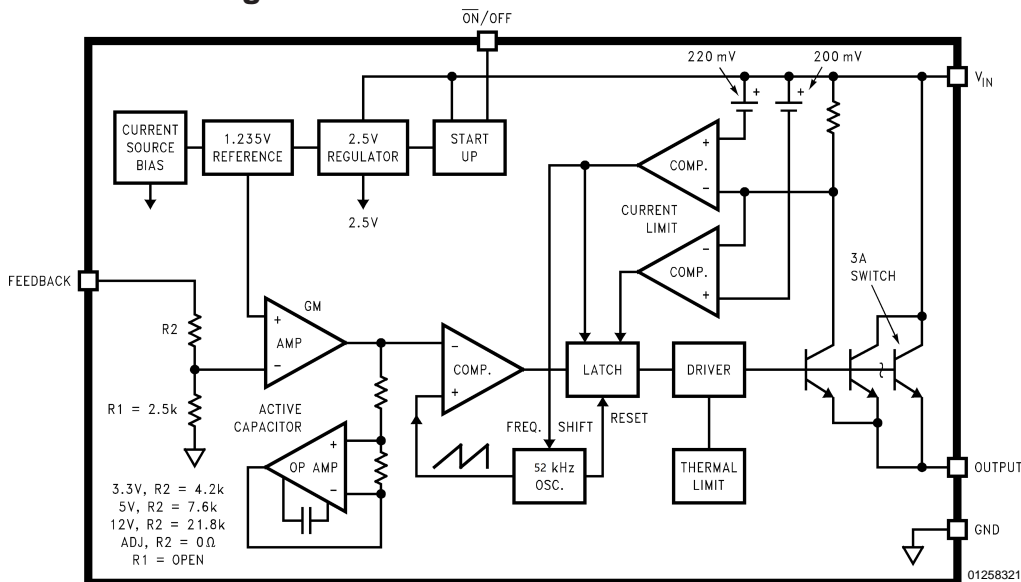 ON/OFF
220 mV
200 mV
VIN
CURRENT
SOURCE
BIAS
1.235V
REFERENCE
2.5V
REGULATOR
START
UP
2.5V
+
+
+
COMP.
−
CURRENT
LIMIT
−
COMP.
+
3A
SWITCH
FEEDBACK
R2
R1 = 2.5k
GM
+
AMP
−
−
COMP.
+
LATCH
DRIVER
RESET
ACTIVE
CAPACITOR
+
OP AMP
−
FREQ. SHIFT
52 kHz
OSC.
THERMAL
LIMIT
OUTPUT
GND
3.3V, R2 = 4.2k
5V, R2 = 7.6k
12V, R2 = 21.8k
ADJ, R2 = 0Ω
R1 = OPEN
01258321